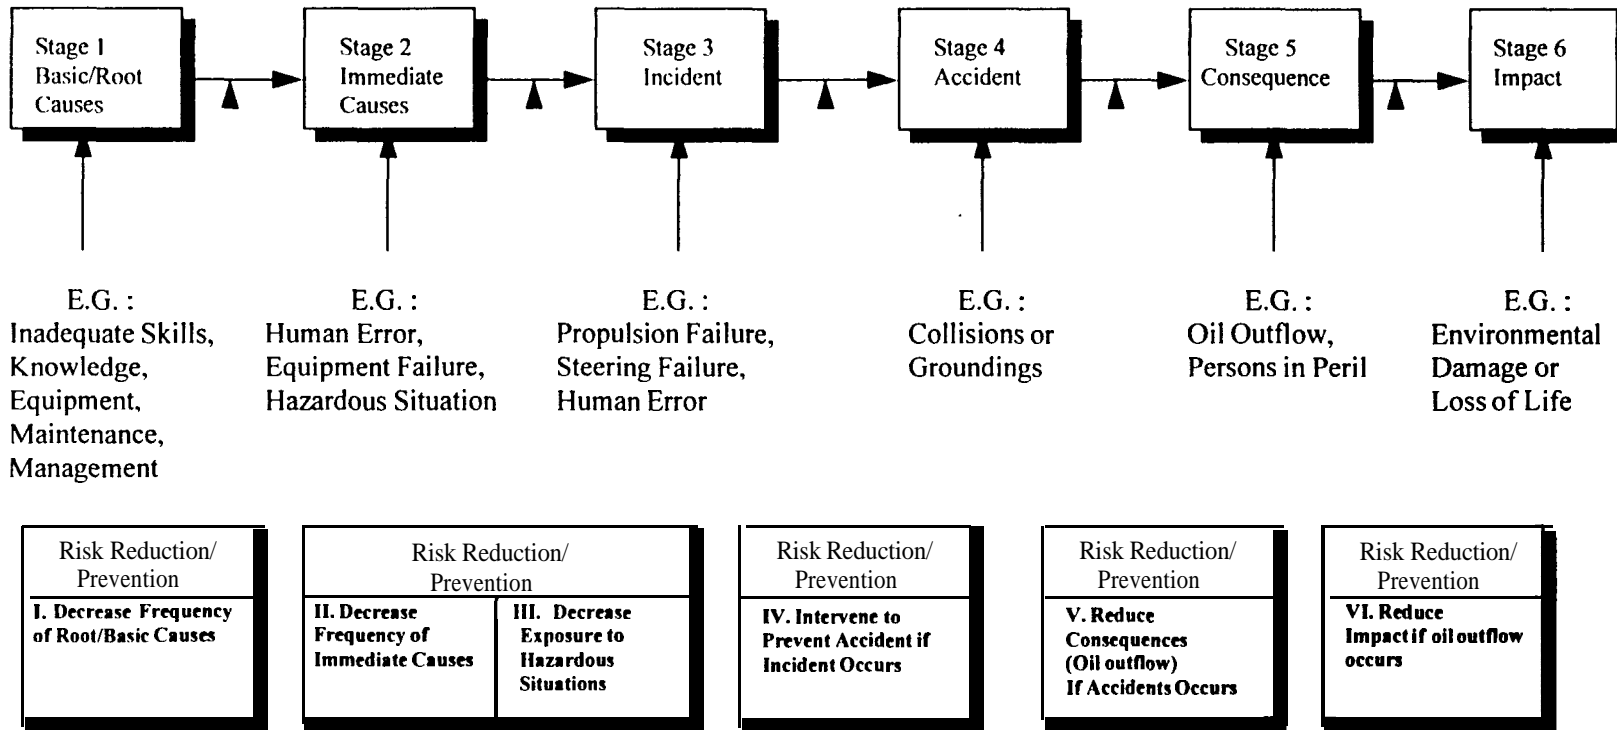 Stage 1
Basic/Root
Causes
Stage 2
Immediate
Causes
Stage 3
Incident
Stage 4
Accident
Stage 5
Consequence
Stage 6
Impact
E.G. :
Inadequate Skills,
Knowledge,
Equipment,
Maintenance,
Management
E.G. :
Human Error,
Equipment Failure,
Hazardous Situation
E.G. :
Propulsion Failure,
Steering Failure,
Human Error
E.G. :
Collisions or
Groundings
E.G. :
Oil Outflow,
Persons in Peril
E.G. :
Environmental
Damage or
Loss of Life
Risk Reduction/
Prevention
I. Decrease Frequency
of Root/Basic Causes
Risk Reduction/
Prevention
II. Decrease
Frequency of
Immediate Causes
III. Decrease
Exposure to
Hazardous
Situations
Risk Reduction/
Prevention
IV. Intervene to
Prevent Accident if
Incident Occurs
Risk Reduction/
Prevention
V. Reduce
Consequences
(Oil outflow)
If Accidents Occurs
Risk Reduction/
Prevention
VI. Reduce
Impact if oil outflow
occurs